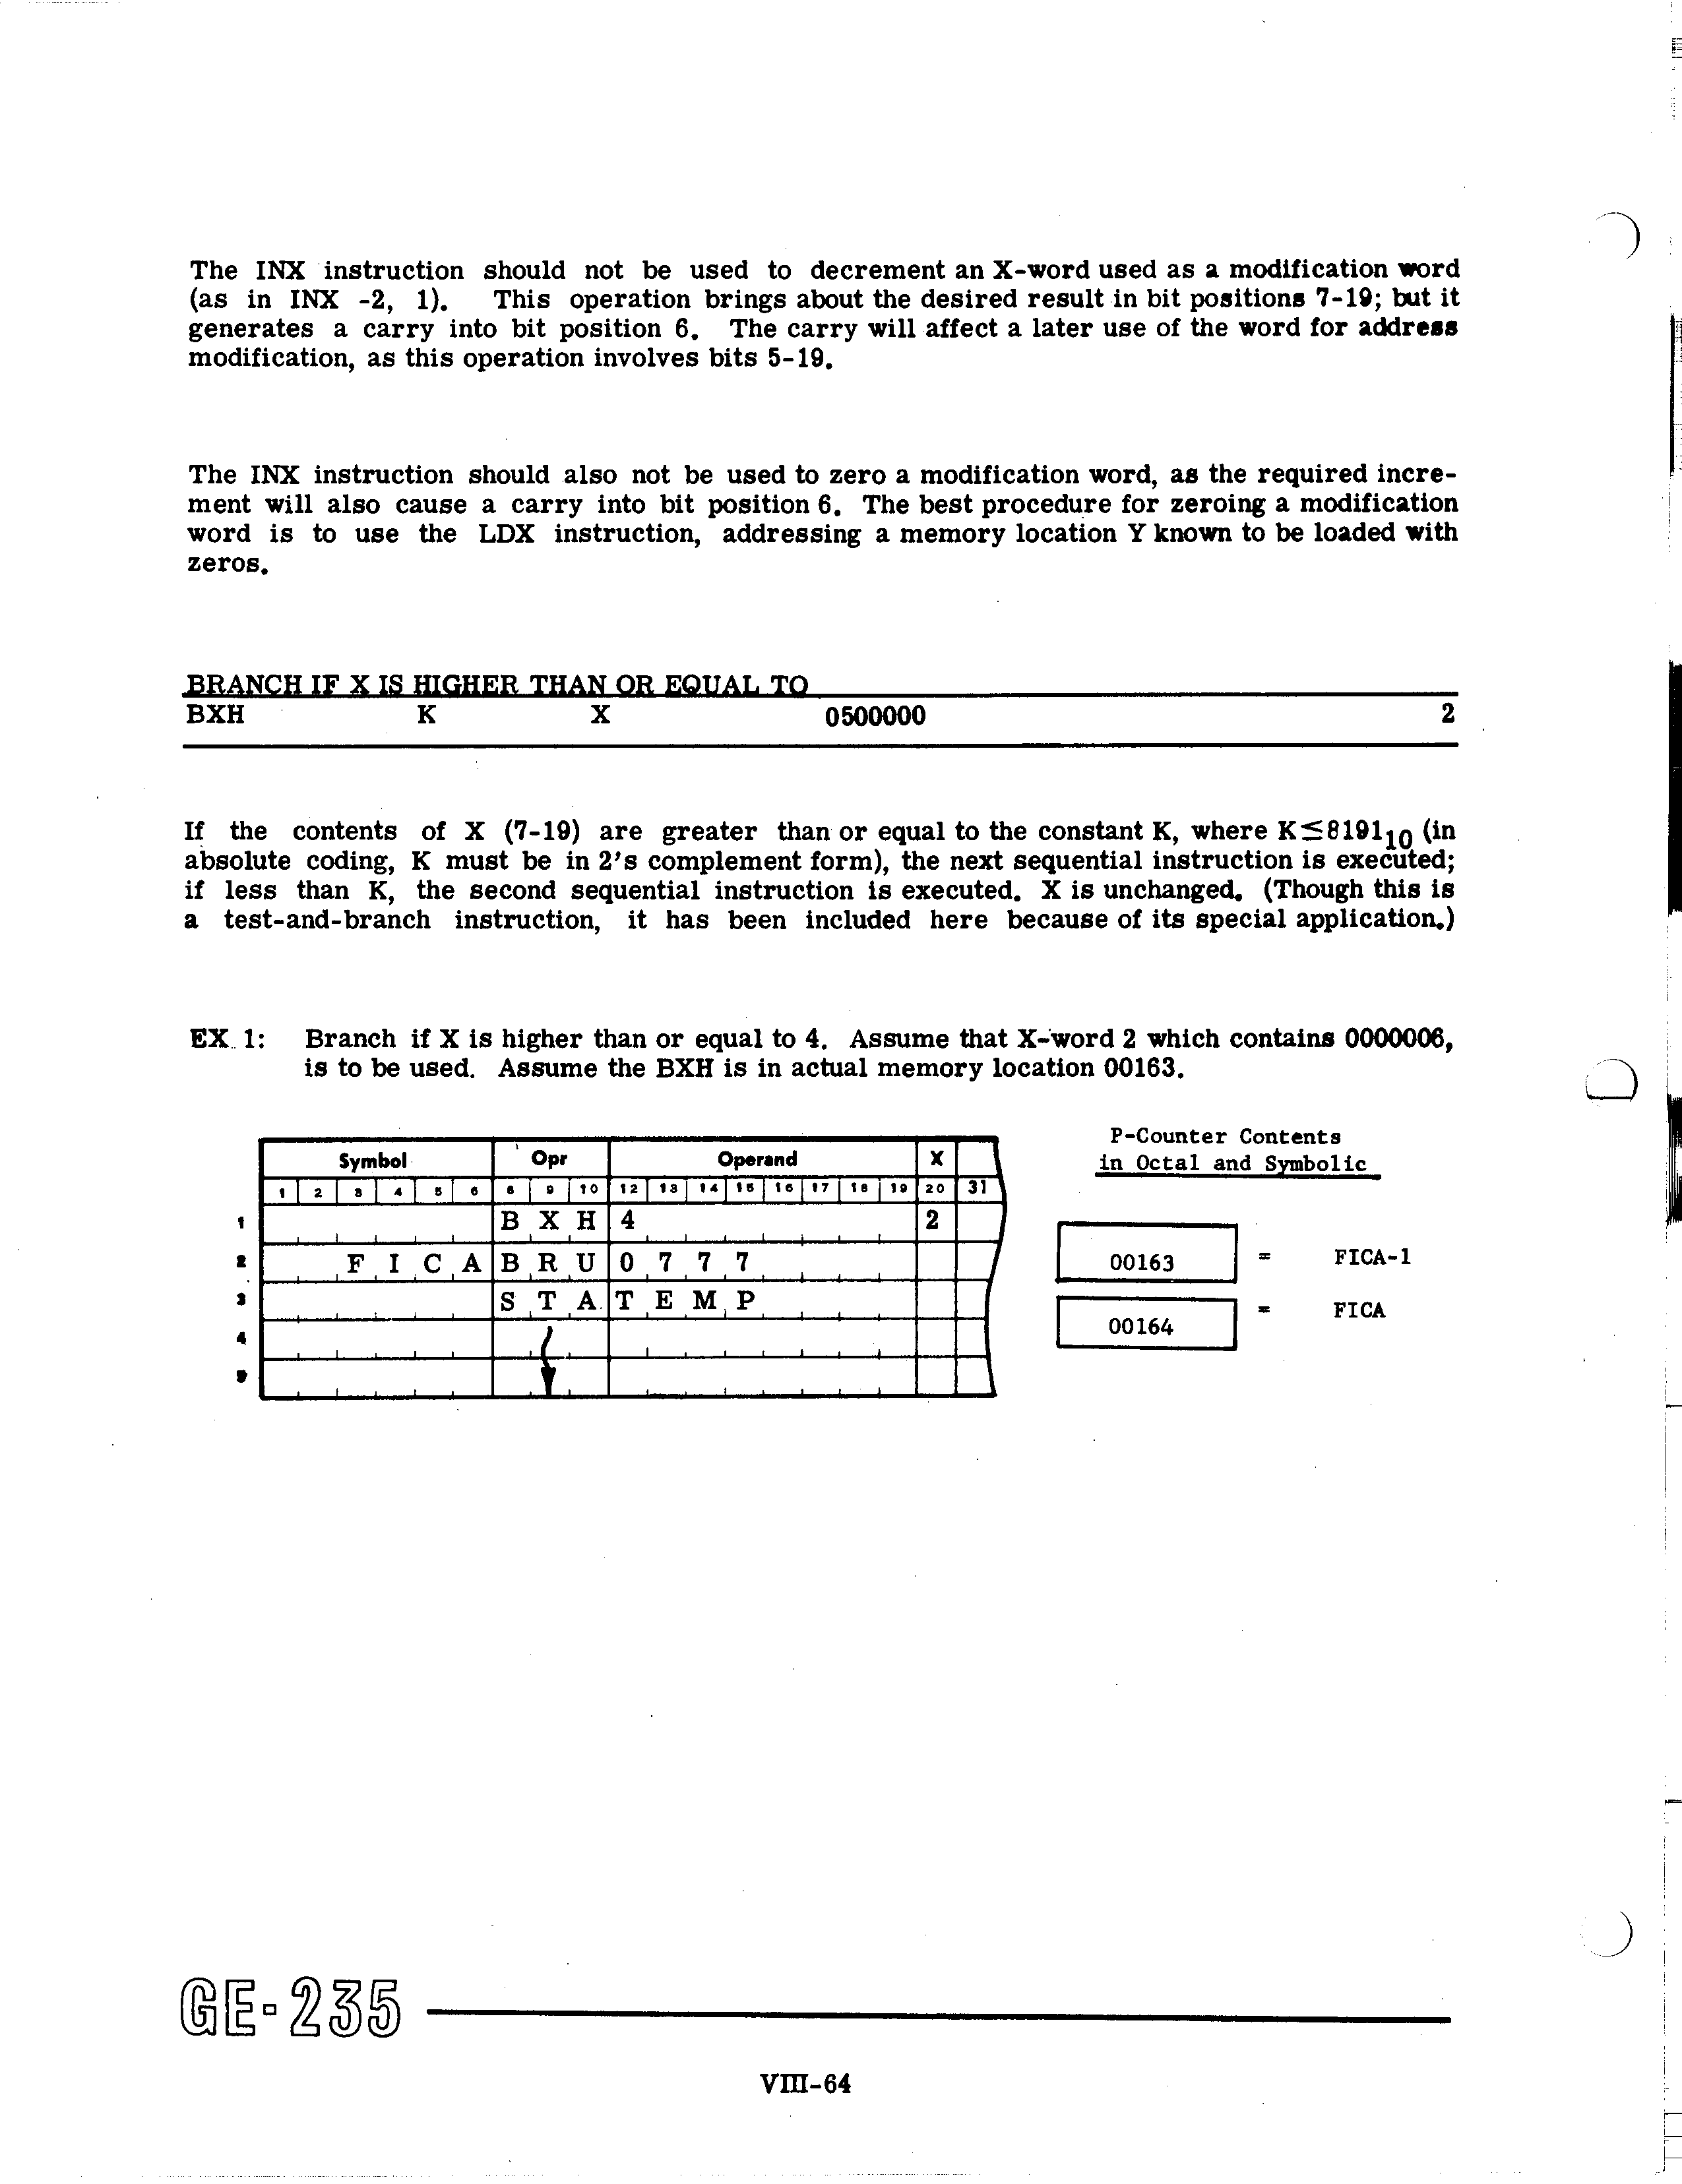 The INX instruction should not be used to decrement an X-word used as a modification word
(as in INX -2, 1). This operation brings about the desired result in bit positions 7-19; but it
generates a carry into bit position 6. The carry will affect a later use of the word for address
modification, as this operation involves bits 5-19.
The INX instruction should also not be used to zero a modification word, as the required incre-
ment will also cause a carry into bit position 6. The best procedure for zeroing a modification
word is to use the LDX instruction, addressing a memory location Y known to be loaded with
zeros.
BRANCH IF X IS HIGHER THAN OR EQUAL TO
BXH K X 0500000 2
If the contents of X (7-19) are greater than or equal to the constant K, where K≤8191₁₀ (in
absolute coding, K must be in 2's complement form), the next sequential instruction is executed;
if less than K, the second sequential instruction is executed. X is unchanged. (Though this is
a test-and-branch instruction, it has been included here because of its special application.)
EX. 1: Branch if X is higher than or equal to 4. Assume that X-word 2 which contains 0000006,
is to be used. Assume the BXH is in actual memory location 00163.
P-Counter Contents
in Octal and Symbolic
Symbol Opr Operand X
1 2 3 4 5 6 8 9 10 12 13 14 15 16 17 18 19 20 31
1 BXH 4 2
2 FICA BRU 0777
3 STA TEMP
4
5
00163 = FICA-1
00164 = FICA
GE-235
VIII-64